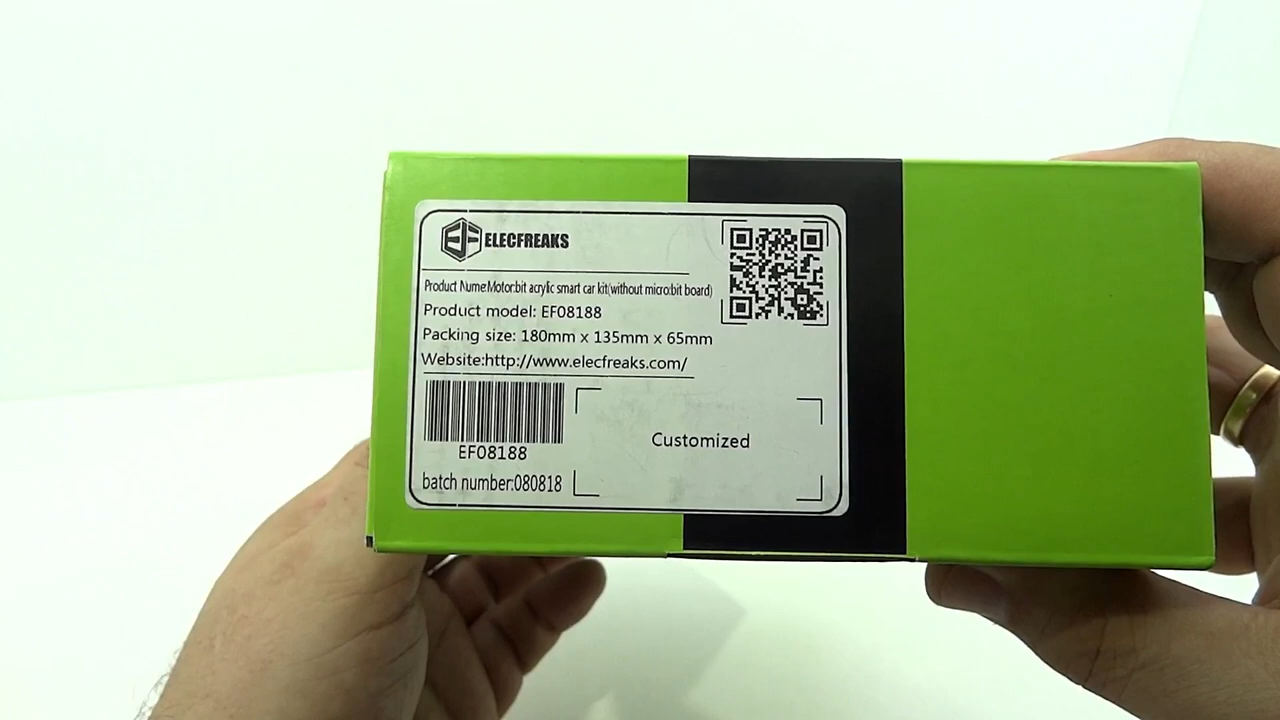 EF ELECFREAKS
Product Nume:Motor:bit acrylic smart car kit(without micro:bit board)
Product model: EF08188
Packing size: 180mm x 135mm x 65mm
Website:http://www.elecfreaks.com/
EF08188
Customized
batch number:080818